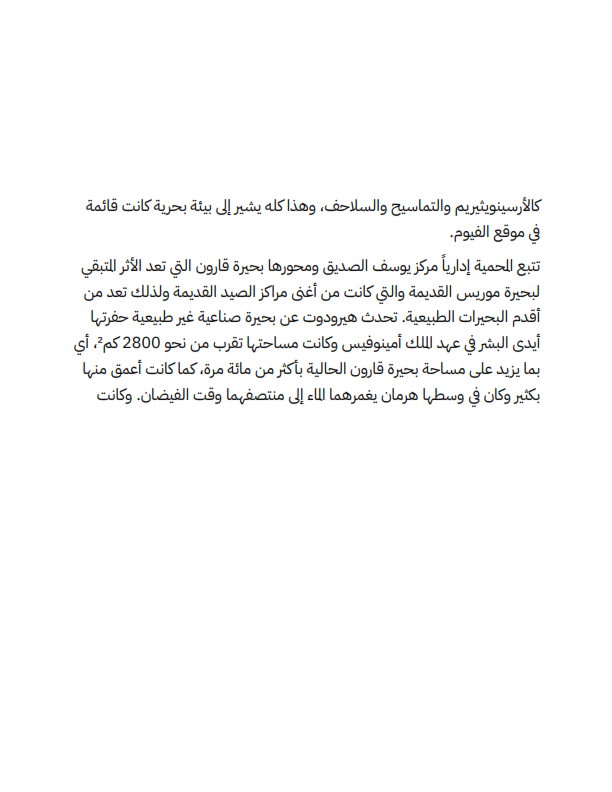 كالأرسينويثيريم والتماسيح والسلاحف، وهذا كله يشير إلى بيئة بحرية كانت قائمة
في موقع الفيوم.
تتبع المحمية إدارياً مركز يوسف الصديق ومحورها بحيرة قارون التي تعد الأثر المتبقي
لبحيرة موريس القديمة والتي كانت من أغنى مراكز الصيد القديمة ولذلك تعد من
أقدم البحيرات الطبيعية. تحدث هيرودوت عن بحيرة صناعية غير طبيعية حفرتها
أيدى البشر في عهد الملك أمينوفيس وكانت مساحتها تقرب من نحو 2800 كم²، أي
بما يزيد على مساحة بحيرة قارون الحالية بأكثر من مائة مرة، كما كانت أعمق منها
بكثير وكان في وسطها هرمان يغمرهما الماء إلى منتصفهما وقت الفيضان. وكانت